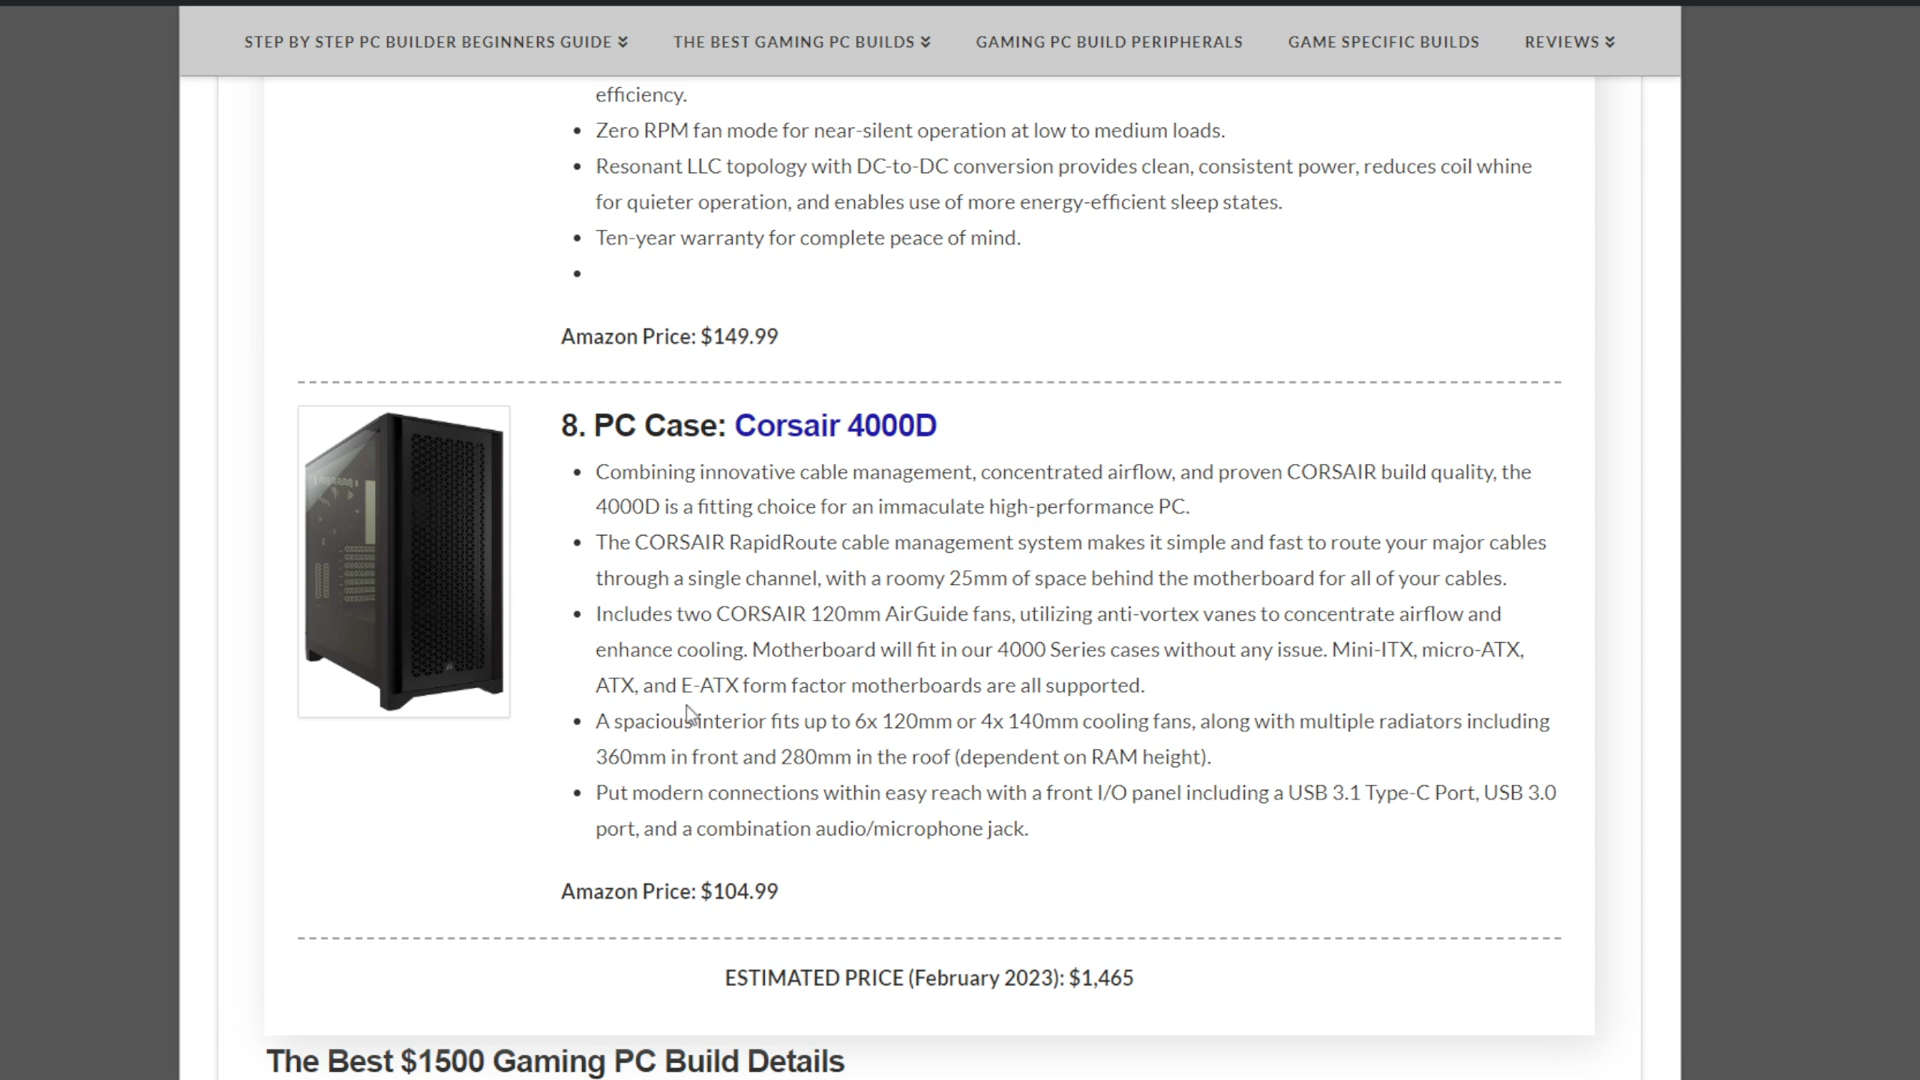 STEP BY STEP PC BUILDER BEGINNERS GUIDE THE BEST GAMING PC BUILDS GAMING PC BUILD PERIPHERALS GAME SPECIFIC BUILDS REVIEWS
efficiency.
• Zero RPM fan mode for near-silent operation at low to medium loads.
• Resonant LLC topology with DC-to-DC conversion provides clean, consistent power, reduces coil whine
for quieter operation, and enables use of more energy-efficient sleep states.
• Ten-year warranty for complete peace of mind.
•
Amazon Price: $149.99
8. PC Case: Corsair 4000D
• Combining innovative cable management, concentrated airflow, and proven CORSAIR build quality, the
4000D is a fitting choice for an immaculate high-performance PC.
• The CORSAIR RapidRoute cable management system makes it simple and fast to route your major cables
through a single channel, with a roomy 25mm of space behind the motherboard for all of your cables.
• Includes two CORSAIR 120mm AirGuide fans, utilizing anti-vortex vanes to concentrate airflow and
enhance cooling. Motherboard will fit in our 4000 Series cases without any issue. Mini-ITX, micro-ATX,
ATX, and E-ATX form factor motherboards are all supported.
• A spacious interior fits up to 6x 120mm or 4x 140mm cooling fans, along with multiple radiators including
360mm in front and 280mm in the roof (dependent on RAM height).
• Put modern connections within easy reach with a front I/O panel including a USB 3.1 Type-C Port, USB 3.0
port, and a combination audio/microphone jack.
Amazon Price: $104.99
ESTIMATED PRICE (February 2023): $1,465
The Best $1500 Gaming PC Build Details